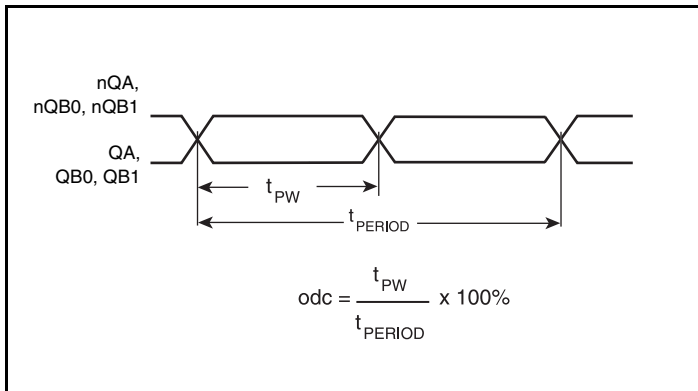 nQA,
nQB0, nQB1
QA,
QB0, QB1
tPW
tPERIOD
odc = tPW / tPERIOD x 100%